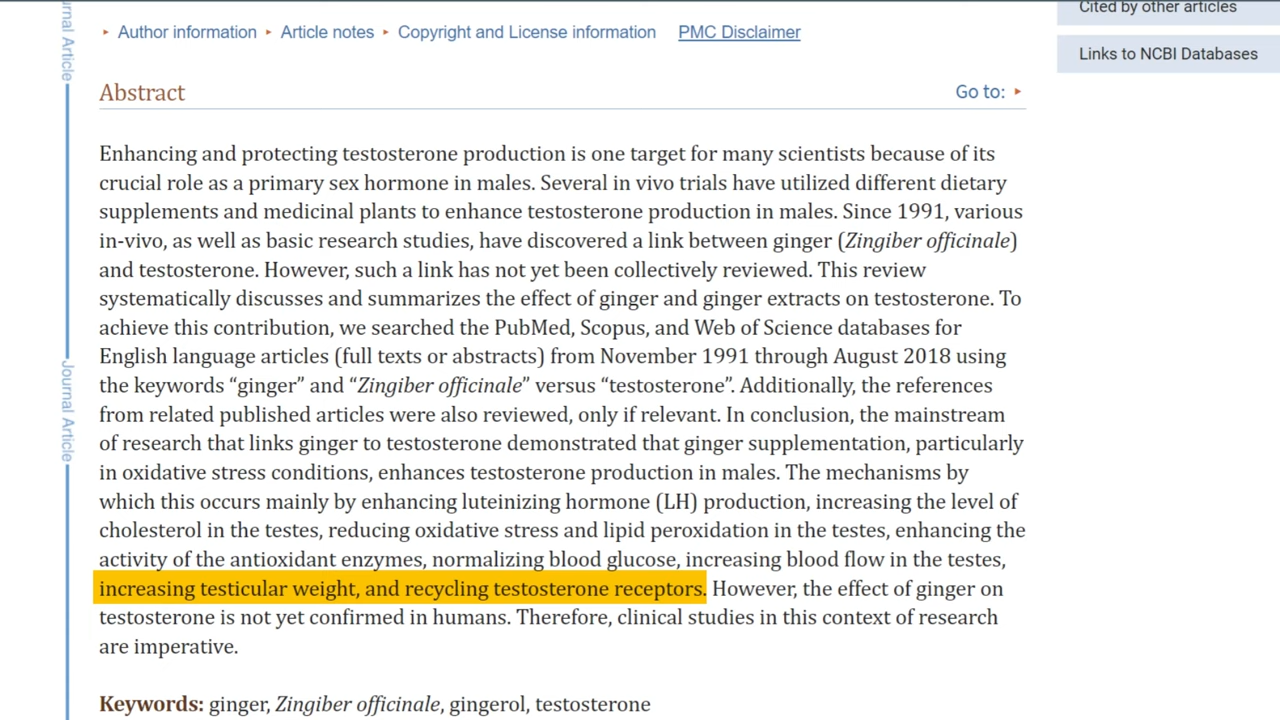 Cited by other articles
Author information Article notes Copyright and License information PMC Disclaimer
Links to NCBI Databases
Journal Article
Abstract
Go to:
Enhancing and protecting testosterone production is one target for many scientists because of its
crucial role as a primary sex hormone in males. Several in vivo trials have utilized different dietary
supplements and medicinal plants to enhance testosterone production in males. Since 1991, various
in-vivo, as well as basic research studies, have discovered a link between ginger (Zingiber officinale)
and testosterone. However, such a link has not yet been collectively reviewed. This review
systematically discusses and summarizes the effect of ginger and ginger extracts on testosterone. To
achieve this contribution, we searched the PubMed, Scopus, and Web of Science databases for
English language articles (full texts or abstracts) from November 1991 through August 2018 using
the keywords “ginger” and “Zingiber officinale” versus “testosterone”. Additionally, the references
from related published articles were also reviewed, only if relevant. In conclusion, the mainstream
of research that links ginger to testosterone demonstrated that ginger supplementation, particularly
in oxidative stress conditions, enhances testosterone production in males. The mechanisms by
which this occurs mainly by enhancing luteinizing hormone (LH) production, increasing the level of
cholesterol in the testes, reducing oxidative stress and lipid peroxidation in the testes, enhancing the
activity of the antioxidant enzymes, normalizing blood glucose, increasing blood flow in the testes,
increasing testicular weight, and recycling testosterone receptors. However, the effect of ginger on
testosterone is not yet confirmed in humans. Therefore, clinical studies in this context of research
are imperative.
Journal Article
Keywords: ginger, Zingiber officinale, gingerol, testosterone